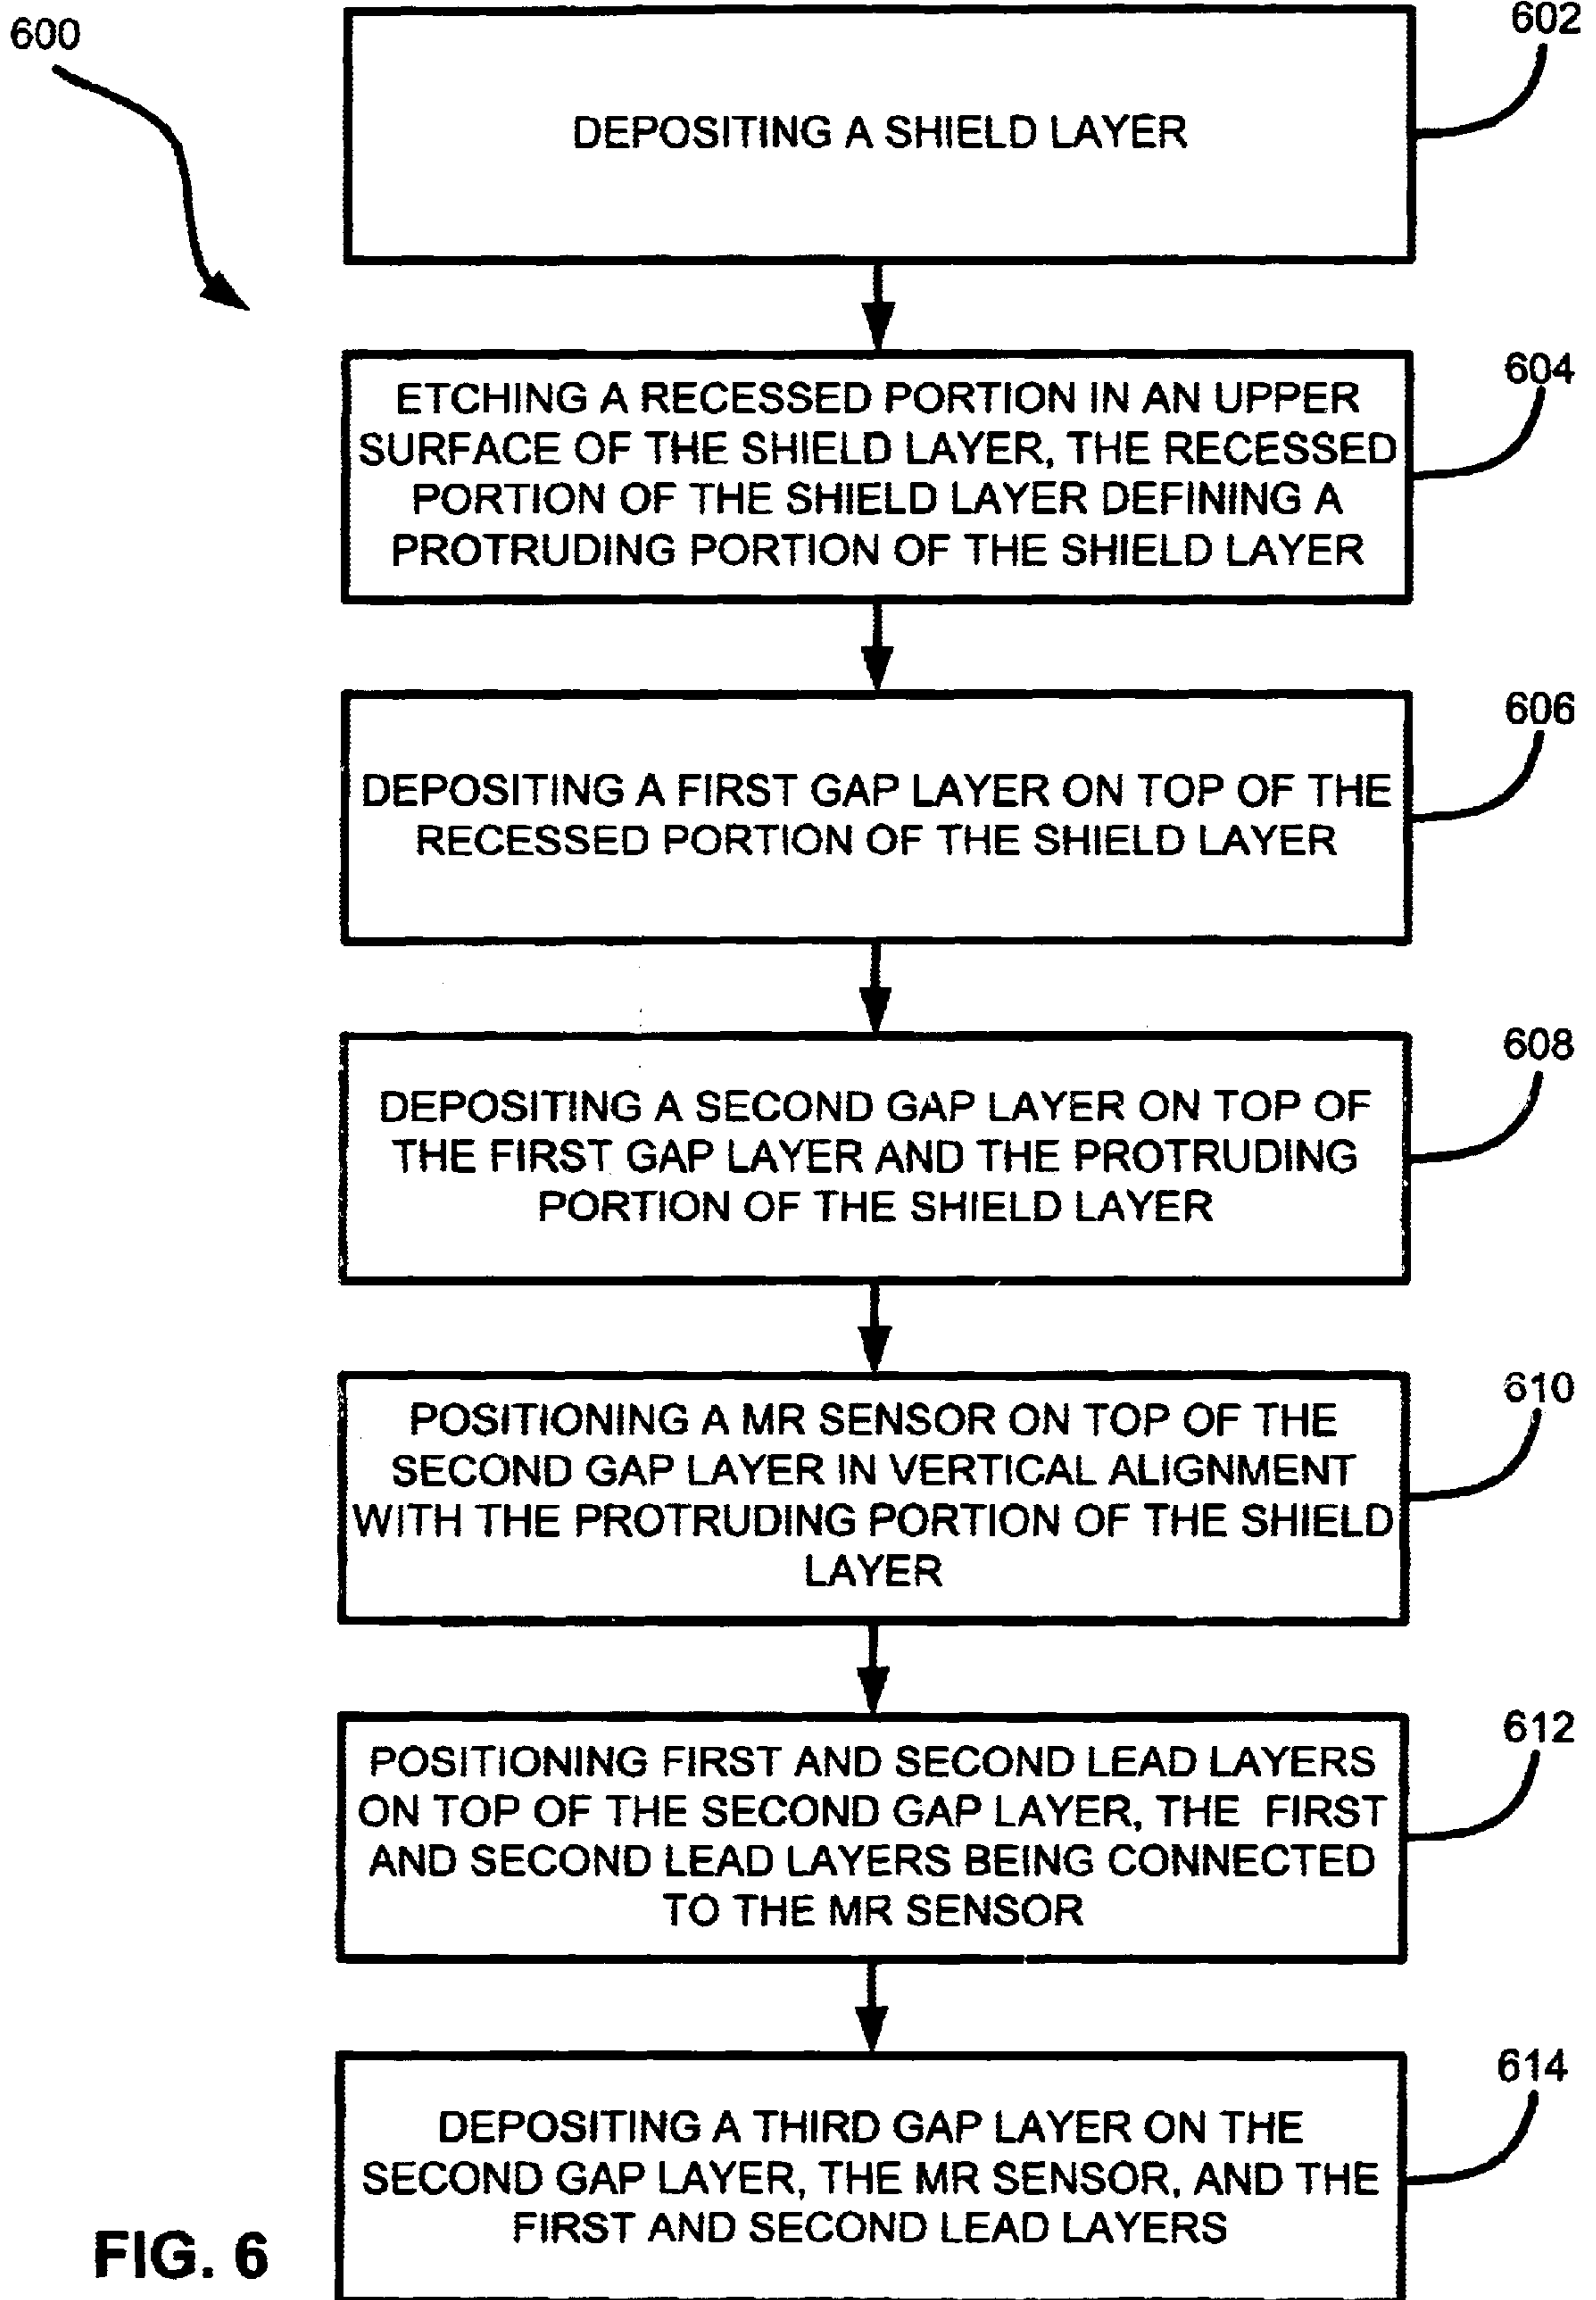 600
602
DEPOSITING A SHIELD LAYER
604
ETCHING A RECESSED PORTION IN AN UPPER
SURFACE OF THE SHIELD LAYER, THE RECESSED
PORTION OF THE SHIELD LAYER DEFINING A
PROTRUDING PORTION OF THE SHIELD LAYER
606
DEPOSITING A FIRST GAP LAYER ON TOP OF THE
RECESSED PORTION OF THE SHIELD LAYER
608
DEPOSITING A SECOND GAP LAYER ON TOP OF
THE FIRST GAP LAYER AND THE PROTRUDING
PORTION OF THE SHIELD LAYER
610
POSITIONING A MR SENSOR ON TOP OF THE
SECOND GAP LAYER IN VERTICAL ALIGNMENT
WITH THE PROTRUDING PORTION OF THE SHIELD
LAYER
612
POSITIONING FIRST AND SECOND LEAD LAYERS
ON TOP OF THE SECOND GAP LAYER, THE FIRST
AND SECOND LEAD LAYERS BEING CONNECTED
TO THE MR SENSOR
614
DEPOSITING A THIRD GAP LAYER ON THE
SECOND GAP LAYER, THE MR SENSOR, AND THE
FIRST AND SECOND LEAD LAYERS
FIG. 6